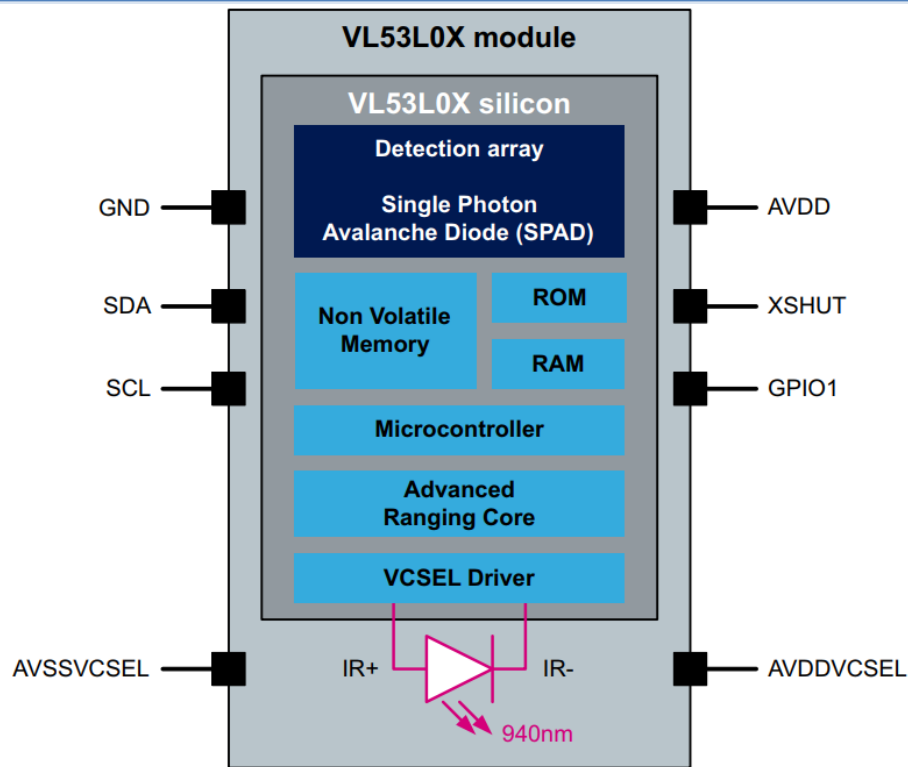 VL53L0X module
VL53L0X silicon
Detection array
Single Photon
Avalanche Diode (SPAD)
GND
AVDD
SDA
XSHUT
Non Volatile
Memory
ROM
RAM
SCL
GPIO1
Microcontroller
Advanced
Ranging Core
VCSEL Driver
AVSSVCSEL
IR+
IR-
AVDDVCSEL
940nm